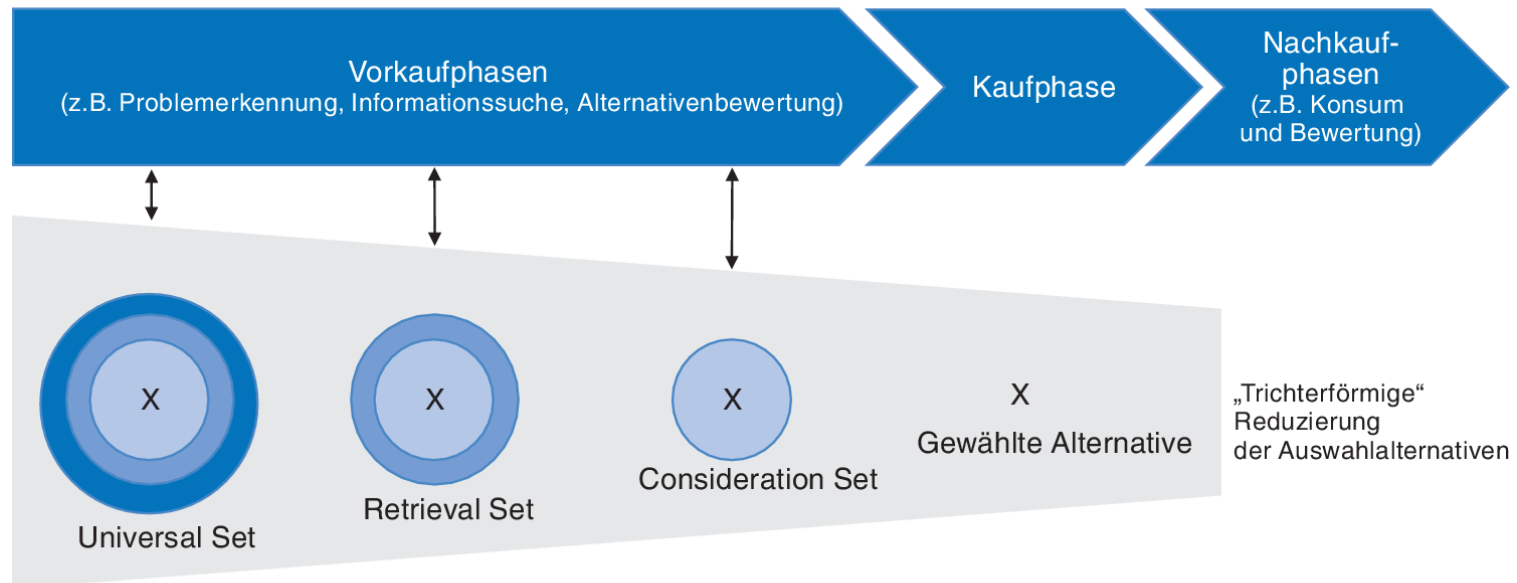 Vorkaufphasen
(z.B. Problemerkennung, Informationssuche, Alternativenbewertung)
Kaufphase
Nachkauf-
phasen
(z.B. Konsum
und Bewertung)
X
Universal Set
X
Retrieval Set
X
Consideration Set
X
Gewählte Alternative
„Trichterförmige“
Reduzierung
der Auswahlalternativen